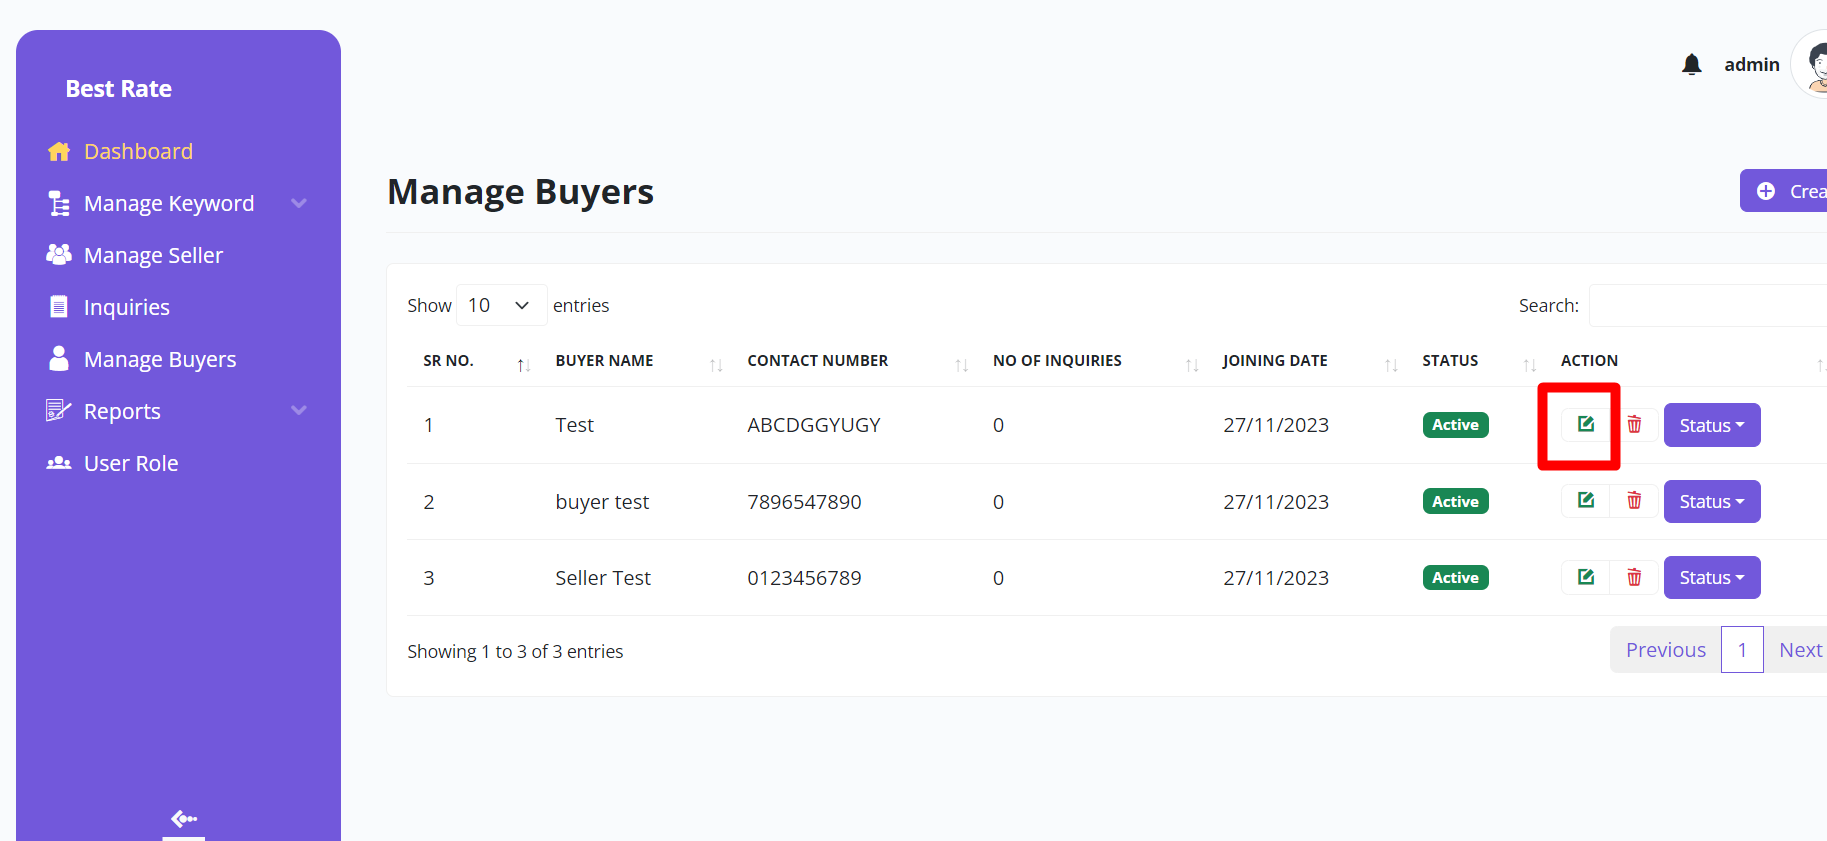 Best Rate
admin
Dashboard
Manage Keyword
Manage Seller
Inquiries
Manage Buyers
Reports
User Role
Manage Buyers
Crea
Show 10 entries
Search:
SR NO. BUYER NAME CONTACT NUMBER NO OF INQUIRIES JOINING DATE STATUS ACTION
1 Test ABCDGGYUGY 0 27/11/2023 Active Status
2 buyer test 7896547890 0 27/11/2023 Active Status
3 Seller Test 0123456789 0 27/11/2023 Active Status
Showing 1 to 3 of 3 entries
Previous 1 Next